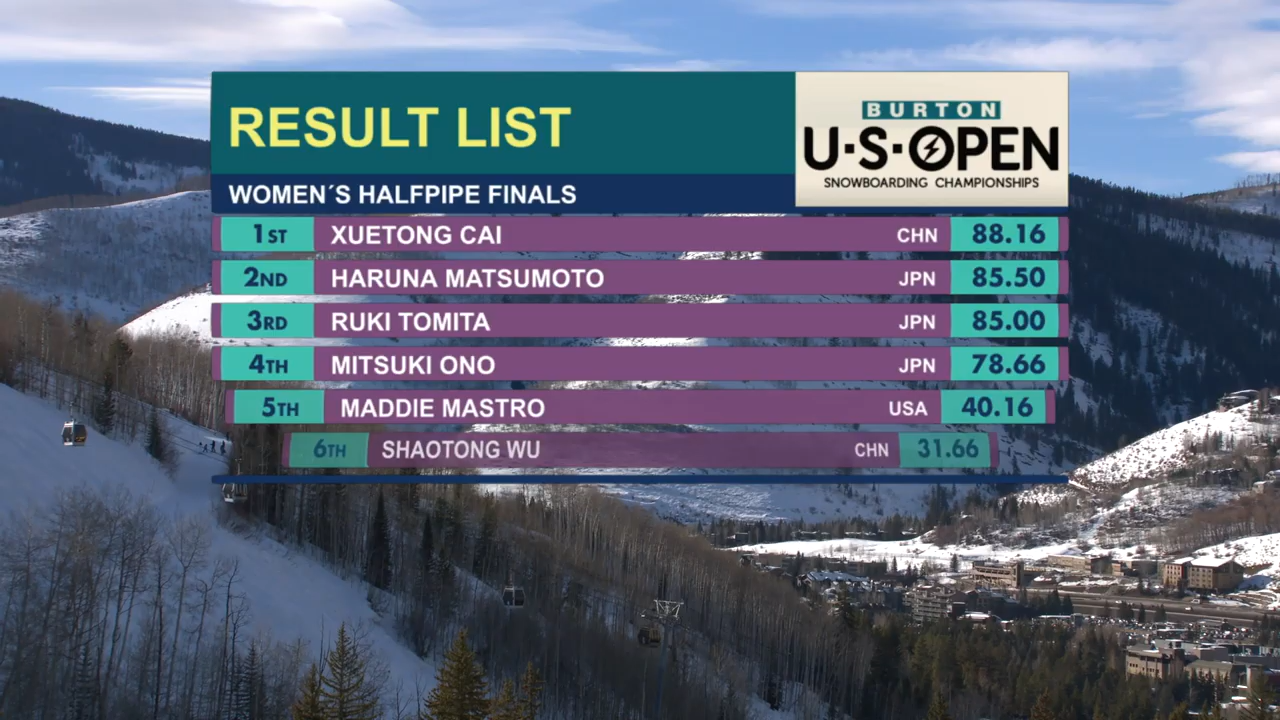 RESULT LIST
BURTON
U·S·OPEN
SNOWBOARDING CHAMPIONSHIPS
WOMEN´S HALFPIPE FINALS
1ST XUETONG CAI CHN 88.16
2ND HARUNA MATSUMOTO JPN 85.50
3RD RUKI TOMITA JPN 85.00
4TH MITSUKI ONO JPN 78.66
5TH MADDIE MASTRO USA 40.16
6TH SHAOTONG WU CHN 31.66